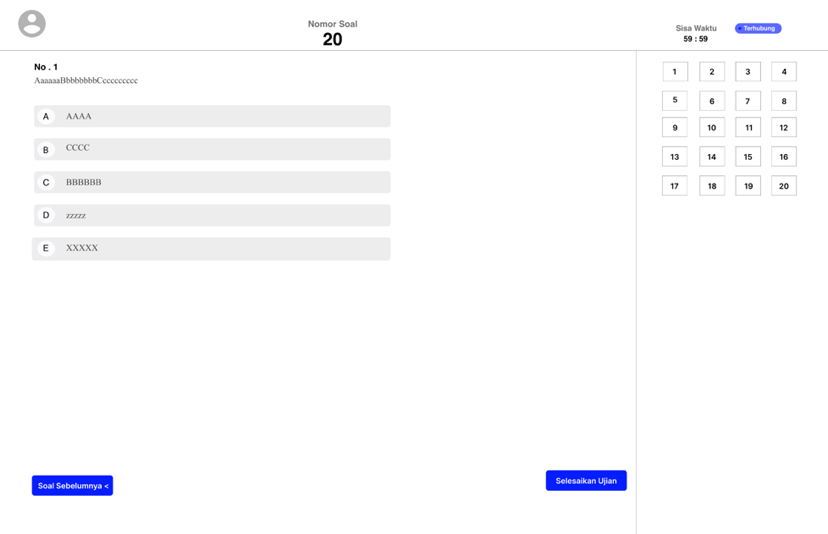 Nomor Soal
20
Sisa Waktu
59 : 59
Terhubung
No . 1
AaaaaaBbbbbbbbCcccccccccc
A AAAA
B CCCC
C BBBBBB
D zzzzz
E XXXXX
1 2 3 4
5 6 7 8
9 10 11 12
13 14 15 16
17 18 19 20
Soal Sebelumnya <
Selesaikan Ujian